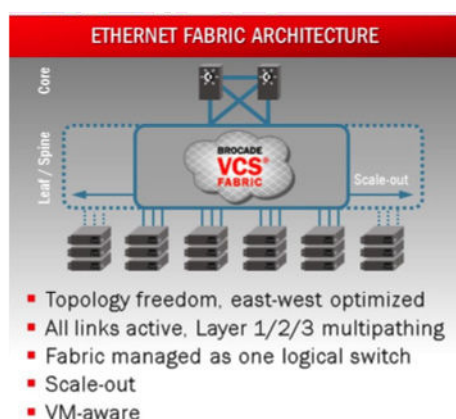 ETHERNET FABRIC ARCHITECTURE
Core
Leaf / Spine
BROCADE
VCS®
FABRIC
Scale-out
▪ Topology freedom, east-west optimized
▪ All links active, Layer 1/2/3 multipathing
▪ Fabric managed as one logical switch
▪ Scale-out
▪ VM-aware